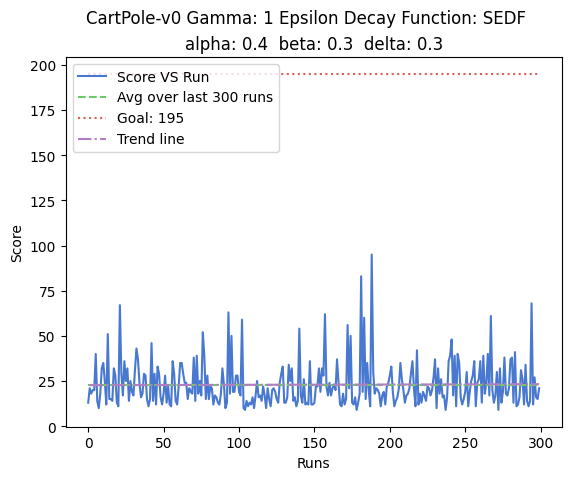 CartPole-v0 Gamma: 1 Epsilon Decay Function: SEDF
alpha: 0.4 beta: 0.3 delta: 0.3
Score VS Run
Avg over last 300 runs
Goal: 195
Trend line
200
175
150
125
100
75
50
25
0
Score
0
50
100
150
200
250
300
Runs